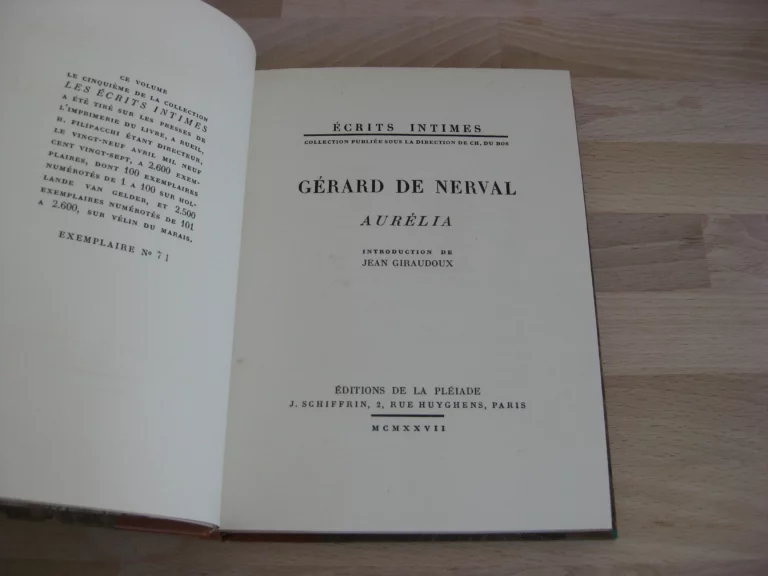 CE VOLUME
LE CINQUIÈME DE LA COLLECTION
LES ÉCRITS INTIMES
A ÉTÉ TIRÉ SUR LES PRESSES DE
L'IMPRIMERIE DU LIVRE, A RUEIL,
H. FILIPACCHI ÉTANT DIRECTEUR,
LE VINGT-NEUF AVRIL MIL NEUF
CENT VINGT-SEPT, A 2.600 EXEM-
PLAIRES, DONT 100 EXEMPLAIRES
NUMÉROTÉS DE 1 A 100 SUR HOL-
LANDE VAN GELDER, ET 2.500
EXEMPLAIRES NUMÉROTÉS DE 101
A 2.600, SUR VÉLIN DU MARAIS.
EXEMPLAIRE Nº 71
ÉCRITS INTIMES
COLLECTION PUBLIÉE SOUS LA DIRECTION DE CH. DU BOS
GÉRARD DE NERVAL
AURÉLIA
INTRODUCTION DE
JEAN GIRAUDOUX
ÉDITIONS DE LA PLÉIADE
J. SCHIFFRIN, 2, RUE HUYGHENS, PARIS
MCMXXVII